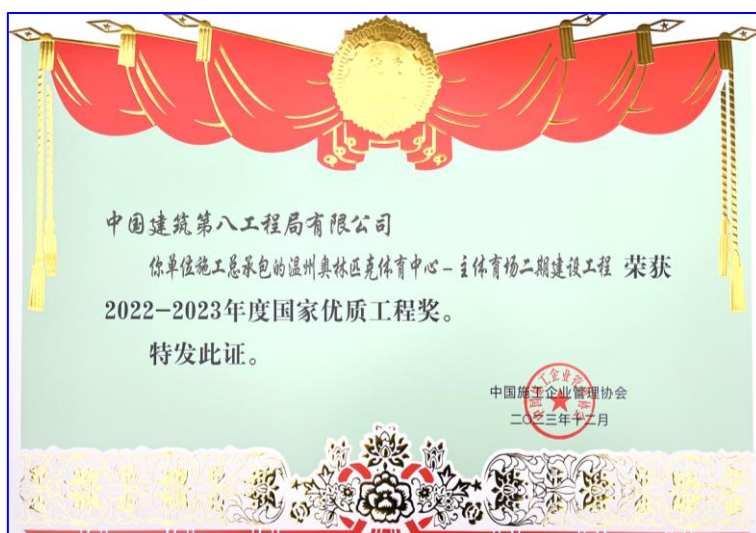 中国建筑第八工程局有限公司
你单位施工总承包的温州奥林匹克体育中心－主体育场二期建设工程 荣获
2022－2023年度国家优质工程奖。
特发此证。
中国施工企业管理协会
二〇二三年十二月